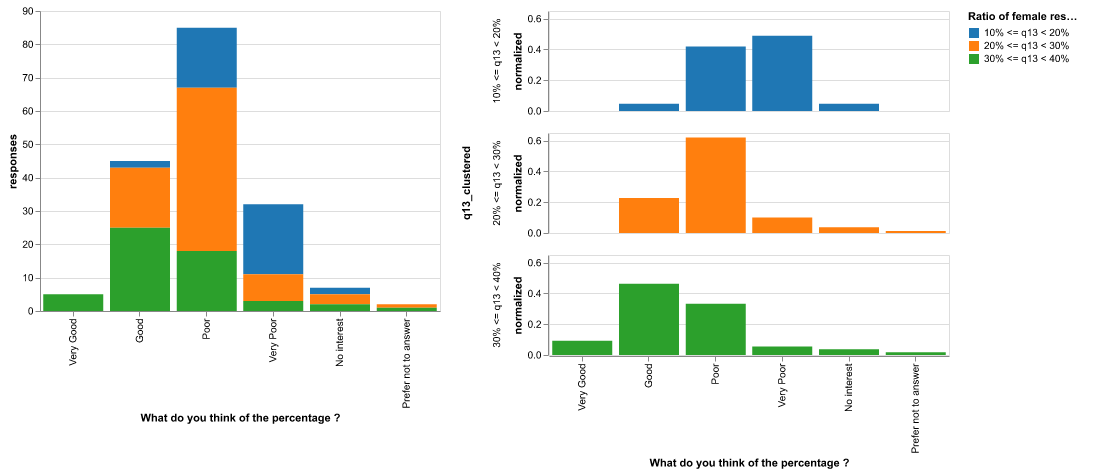 90
80
70
60
50
40
30
20
10
0
responses
Very Good
Good
Poor
Very Poor
No interest
Prefer not to answer
What do you think of the percentage ?
q13_clustered
10% <= q13 < 20%
normalized
0.6
0.4
0.2
0.0
20% <= q13 < 30%
normalized
0.6
0.4
0.2
0.0
30% <= q13 < 40%
normalized
0.6
0.4
0.2
0.0
Very Good
Good
Poor
Very Poor
No interest
Prefer not to answer
What do you think of the percentage ?
Ratio of female res…
10% <= q13 < 20%
20% <= q13 < 30%
30% <= q13 < 40%